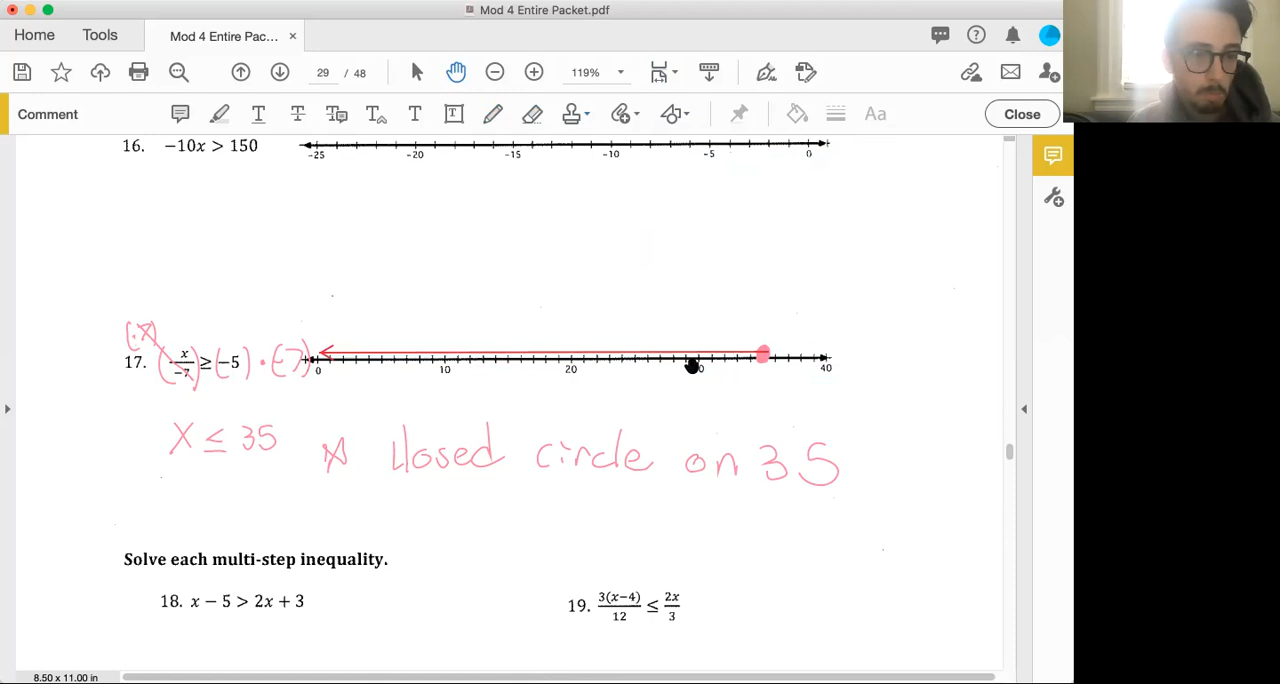 Mod 4 Entire Packet.pdf
Home Tools Mod 4 Entire Pac... ×
29 / 48 119%
Comment Aa Close
16. −10x > 150
-25 -20 -15 -10 -5 0
17. x/−7 ≥ −5 · (-7)
0 10 20 40
X ≤ 35 closed circle on 35
Solve each multi-step inequality.
18. x − 5 > 2x + 3
19. 3(x−4)/12 ≤ 2x/3
8.50 x 11.00 in